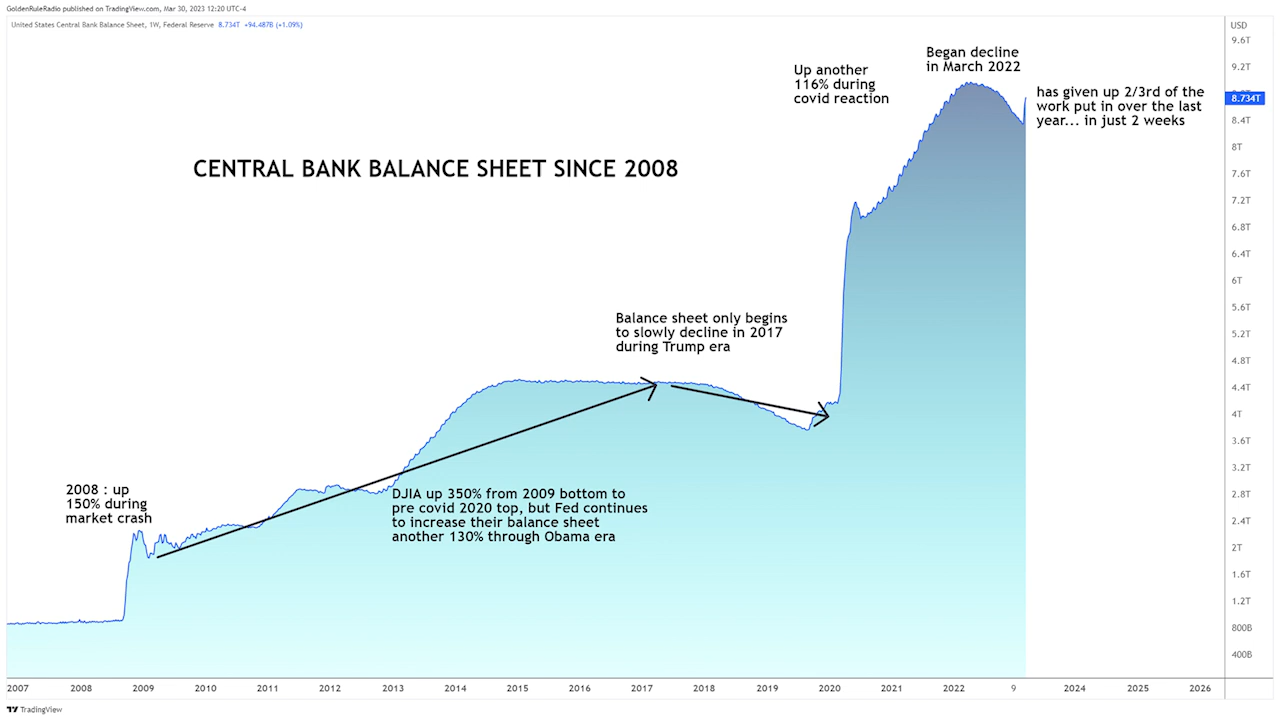 GoldenRuleRadio published on TradingView.com, Mar 30, 2023 12:20 UTC-4
United States Central Bank Balance Sheet, 1W, Federal Reserve 8.734T +94.487B (+1.09%)
USD
9.6T
9.2T
8.734T
8.4T
8T
7.6T
7.2T
6.8T
6.4T
6T
5.6T
5.2T
4.8T
4.4T
4T
3.6T
3.2T
2.8T
2.4T
2T
1.6T
1.2T
800B
400B
Began decline
in March 2022
Up another
116% during
covid reaction
has given up 2/3rd of the
work put in over the last
year... in just 2 weeks
CENTRAL BANK BALANCE SHEET SINCE 2008
Balance sheet only begins
to slowly decline in 2017
during Trump era
2008 : up
150% during
market crash
DJIA up 350% from 2009 bottom to
pre covid 2020 top, but Fed continues
to increase their balance sheet
another 130% through Obama era
2007 2008 2009 2010 2011 2012 2013 2014 2015 2016 2017 2018 2019 2020 2021 2022 9 2024 2025 2026
TradingView